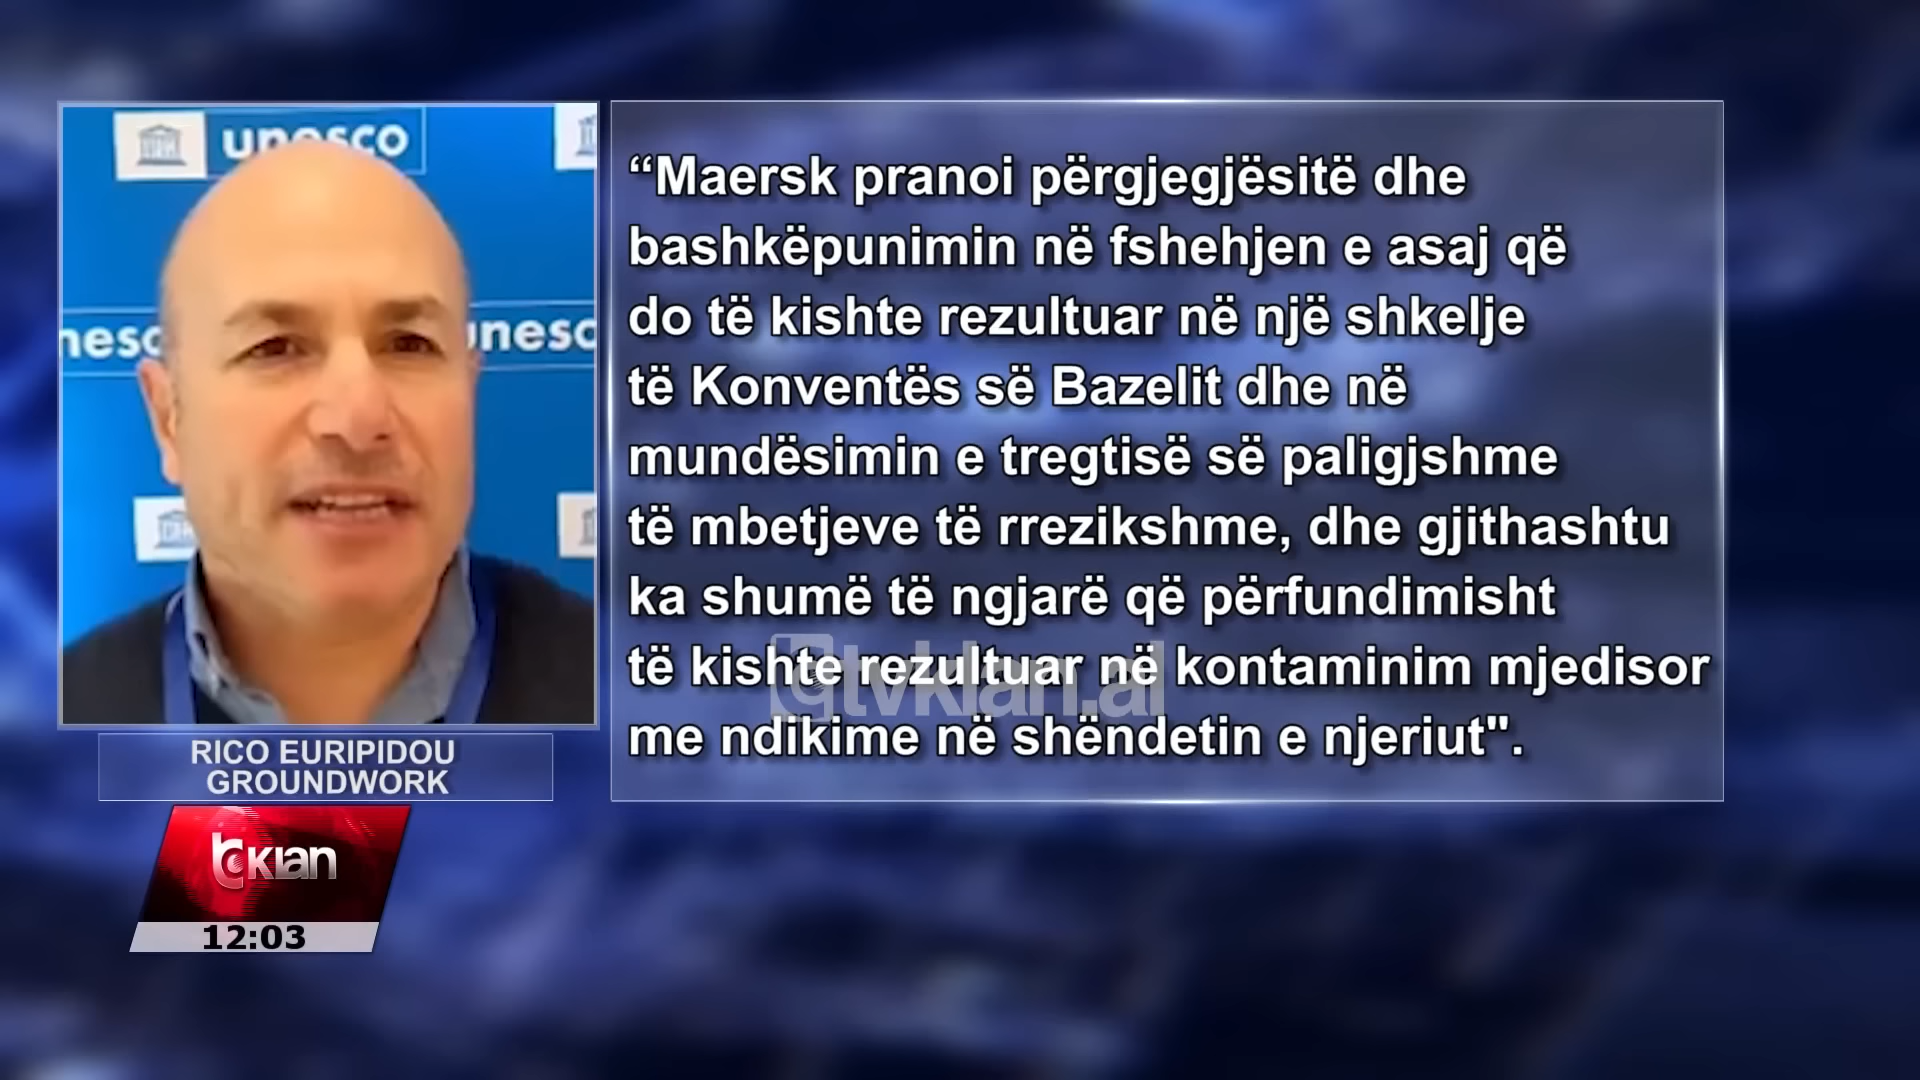 unesco
unesco
unesco
RICO EURIPIDOU
GROUNDWORK
“Maersk pranoi përgjegjësitë dhe
bashkëpunimin në fshehjen e asaj që
do të kishte rezultuar në një shkelje
të Konventës së Bazelit dhe në
mundësimin e tregtisë së paligjshme
të mbetjeve të rrezikshme, dhe gjithashtu
ka shumë të ngjarë që përfundimisht
të kishte rezultuar në kontaminim mjedisor
me ndikime në shëndetin e njeriut".
tvklan.al
tvklan
12:03